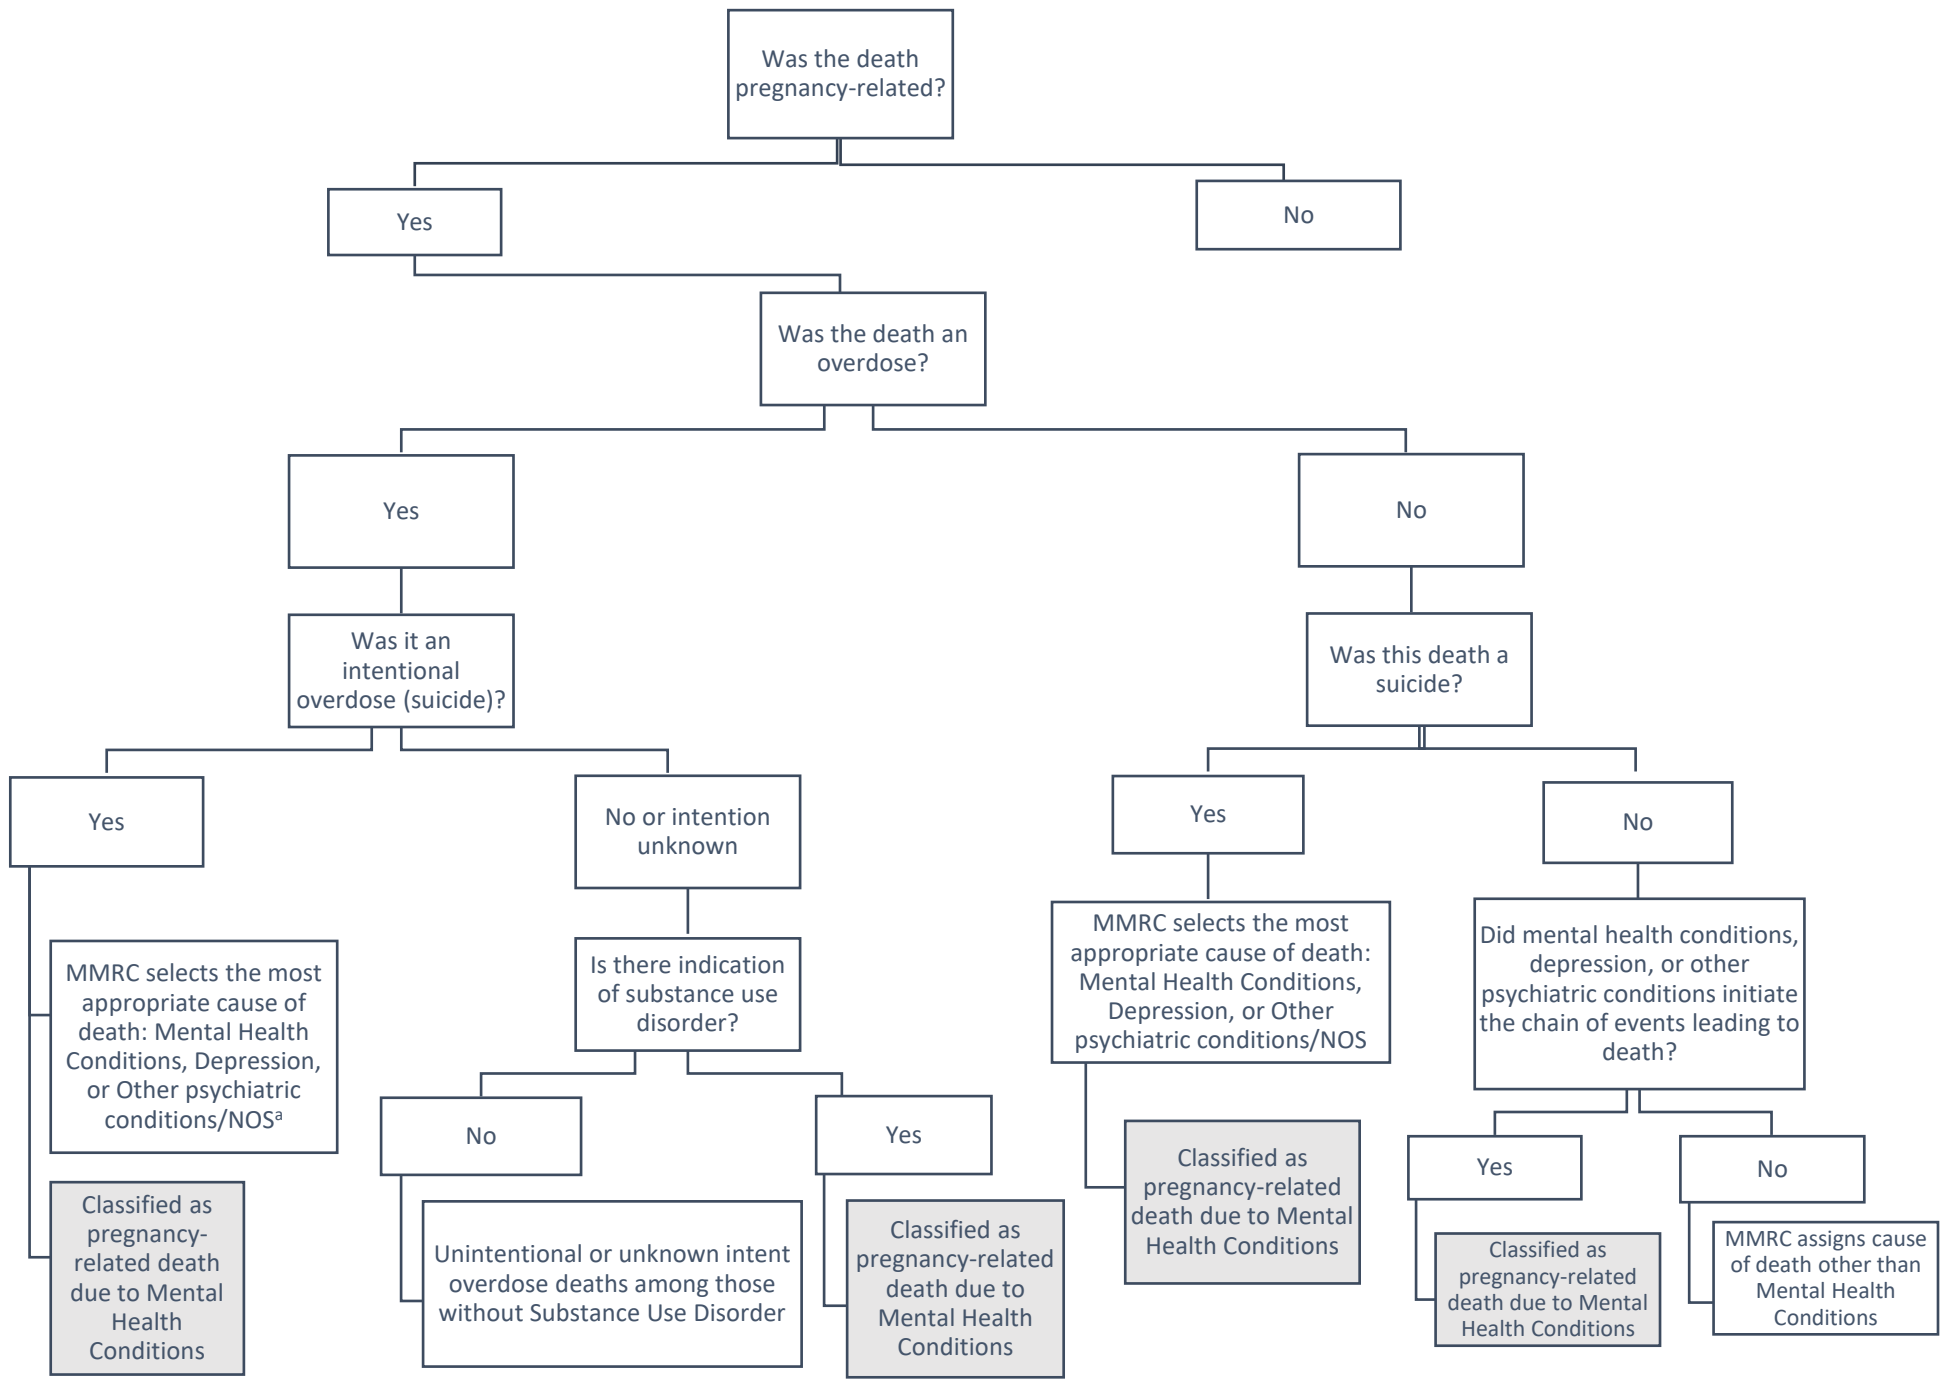 Was the death
pregnancy-related?
Yes
No
Was the death an
overdose?
Yes
No
Was it an
intentional
overdose (suicide)?
Was this death a
suicide?
Yes
No or intention
unknown
Yes
No
MMRC selects the most
appropriate cause of
death: Mental Health
Conditions, Depression,
or Other psychiatric
conditions/NOSᵃ
Is there indication
of substance use
disorder?
MMRC selects the most
appropriate cause of death:
Mental Health Conditions,
Depression, or Other
psychiatric conditions/NOS
Did mental health conditions,
depression, or other
psychiatric conditions initiate
the chain of events leading to
death?
No
Yes
Yes
No
Classified as
pregnancy-
related death
due to Mental
Health
Conditions
Unintentional or unknown intent
overdose deaths among those
without Substance Use Disorder
Classified as
pregnancy-related
death due to
Mental Health
Conditions
Classified as
pregnancy-related
death due to Mental
Health Conditions
Classified as
pregnancy-related
death due to Mental
Health Conditions
MMRC assigns cause
of death other than
Mental Health
Conditions